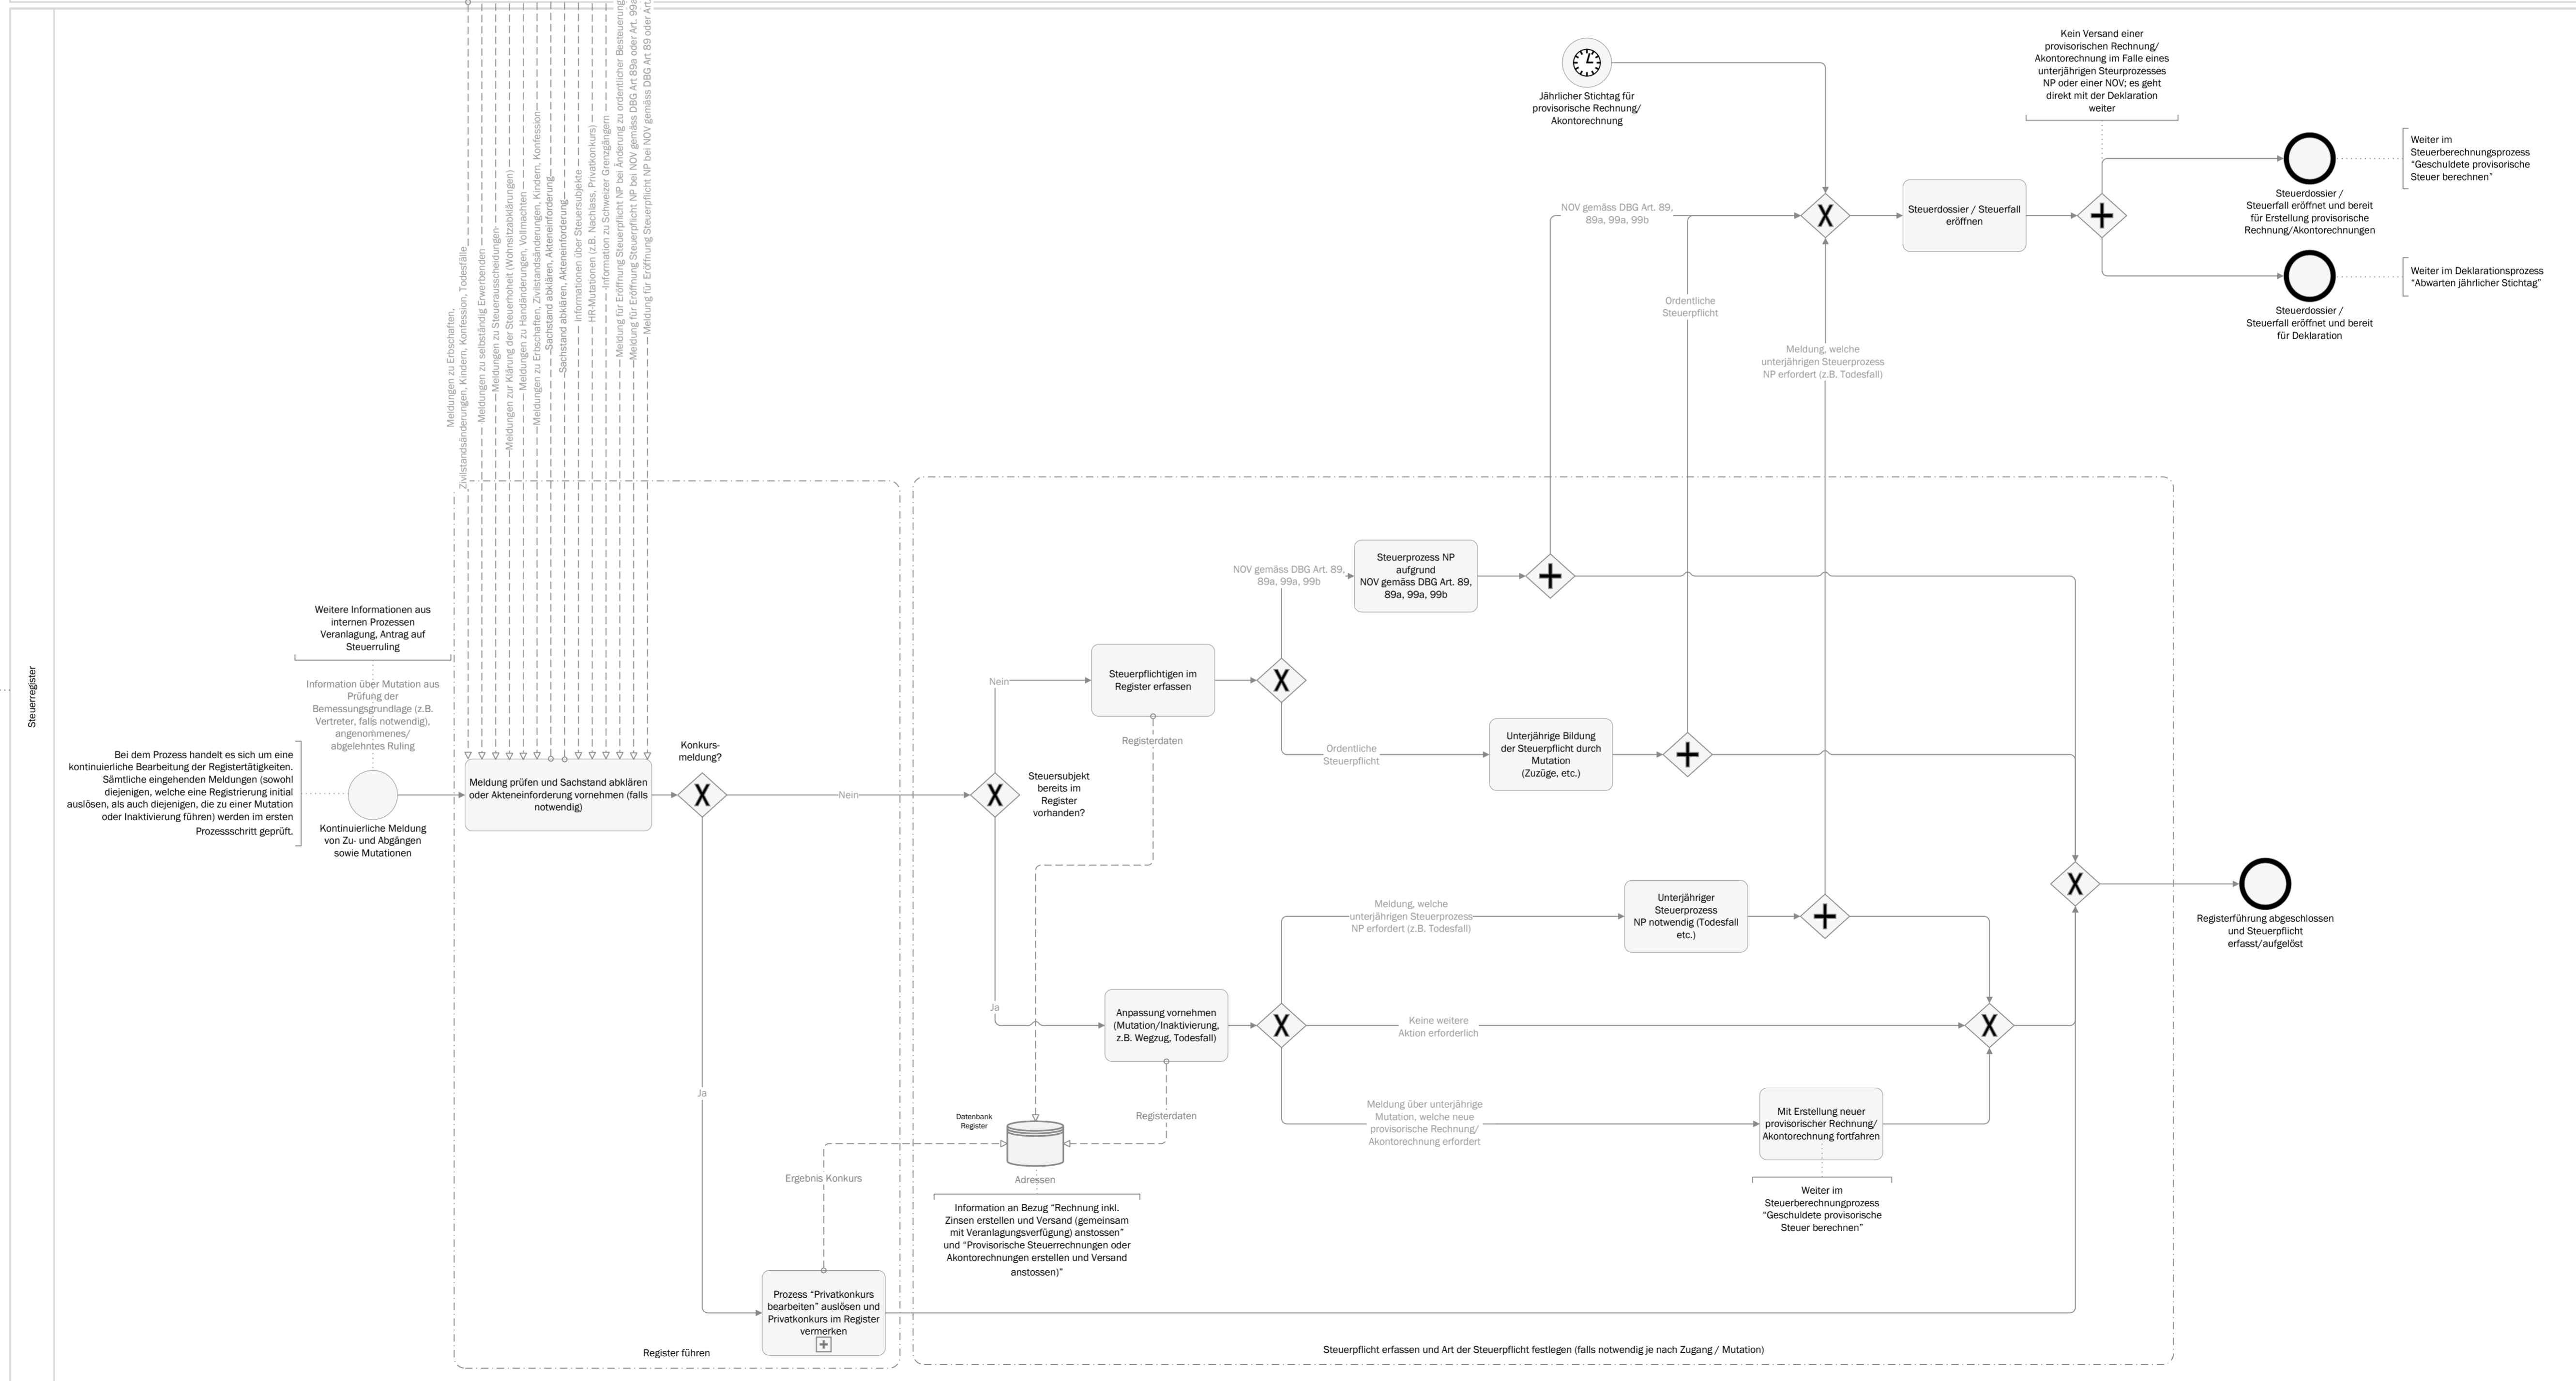 Steuerregister
Meldungen zu Erbschaften,
Zivilstandsänderungen, Kindern, Konfession, Todesfälle
Meldungen zu selbständig Erwerbenden
Meldungen zu Steuerausscheidungen
Meldungen zur Klärung der Steuerhoheit (Wohnsitzabklärungen)
Meldungen zu Handänderungen, Vollmachten
Meldungen zu Erbschaften, Zivilstandsänderungen, Kindern, Konfession
Sachstand abklären, Akteneinforderung
Sachstand abklären, Akteneinforderung
Informationen über Steuersubjekte
HR-Mutationen (z.B. Nachlass, Privatkonkurs)
Information zu Schweizer Grenzgängern
Meldung für Eröffnung Steuerpflicht NP bei Änderung zu ordentlicher Besteuerung
Meldung für Eröffnung Steuerpflicht NP bei NOV gemäss DBG Art 89a oder Art. 99a
Meldung für Eröffnung Steuerpflicht NP bei NOV gemäss DBG Art 89 oder Art.
Jährlicher Stichtag für
provisorische Rechnung/
Akontorechnung
Kein Versand einer
provisorischen Rechnung/
Akontorechnung im Falle eines
unterjährigen Steurprozesses
NP oder einer NOV; es geht
direkt mit der Deklaration
weiter
Weiter im
Steuerberechnungsprozess
“Geschuldete provisorische
Steuer berechnen”
Steuerdossier /
Steuerfall eröffnet und bereit
für Erstellung provisorische
Rechnung/Akontorechnungen
NOV gemäss DBG Art. 89,
89a, 99a, 99b
X
Steuerdossier / Steuerfall
eröffnen
Weiter im Deklarationsprozess
“Abwarten jährlicher Stichtag”
Steuerdossier /
Steuerfall eröffnet und bereit
für Deklaration
Ordentliche
Steuerpflicht
Meldung, welche
unterjährigen Steuerprozess
NP erfordert (z.B. Todesfall)
NOV gemäss DBG Art. 89,
89a, 99a, 99b
Steuerprozess NP
aufgrund
NOV gemäss DBG Art. 89,
89a, 99a, 99b
Weitere Informationen aus
internen Prozessen
Veranlagung, Antrag auf
Steuerruling
Information über Mutation aus
Prüfung der
Bemessungsgrundlage (z.B.
Vertreter, falls notwendig),
angenommenes/
abgelehntes Ruling
Bei dem Prozess handelt es sich um eine
kontinuierliche Bearbeitung der Registertätigkeiten.
Sämtliche eingehenden Meldungen (sowohl
diejenigen, welche eine Registrierung initial
auslösen, als auch diejenigen, die zu einer Mutation
oder Inaktivierung führen) werden im ersten
Prozessschritt geprüft.
Kontinuierliche Meldung
von Zu- und Abgängen
sowie Mutationen
Meldung prüfen und Sachstand abklären
oder Akteneinforderung vornehmen (falls
notwendig)
Konkurs-
meldung?
X
Nein
X
Steuersubjekt
bereits im
Register
vorhanden?
Nein
Steuerpflichtigen im
Register erfassen
X
Registerdaten
Ordentliche
Steuerpflicht
Unterjährige Bildung
der Steuerpflicht durch
Mutation
(Zuzüge, etc.)
Meldung, welche
unterjährigen Steuerprozess
NP erfordert (z.B. Todesfall)
Unterjähriger
Steuerprozess
NP notwendig (Todesfall
etc.)
X
Registerführung abgeschlossen
und Steuerpflicht
erfasst/aufgelöst
Ja
Anpassung vornehmen
(Mutation/Inaktivierung,
z.B. Wegzug, Todesfall)
X
Keine weitere
Aktion erforderlich
X
Ja
Datenbank
Register
Registerdaten
Meldung über unterjährige
Mutation, welche neue
provisorische Rechnung/
Akontorechnung erfordert
Mit Erstellung neuer
provisorischer Rechnung/
Akontorechnung fortfahren
Weiter im
Steuerberechnungprozess
“Geschuldete provisorische
Steuer berechnen”
Ergebnis Konkurs
Adressen
Information an Bezug “Rechnung inkl.
Zinsen erstellen und Versand (gemeinsam
mit Veranlagungsverfügung) anstossen”
und “Provisorische Steuerrechnungen oder
Akontorechnungen erstellen und Versand
anstossen)”
Prozess “Privatkonkurs
bearbeiten” auslösen und
Privatkonkurs im Register
vermerken
Register führen
Steuerpflicht erfassen und Art der Steuerpflicht festlegen (falls notwendig je nach Zugang / Mutation)